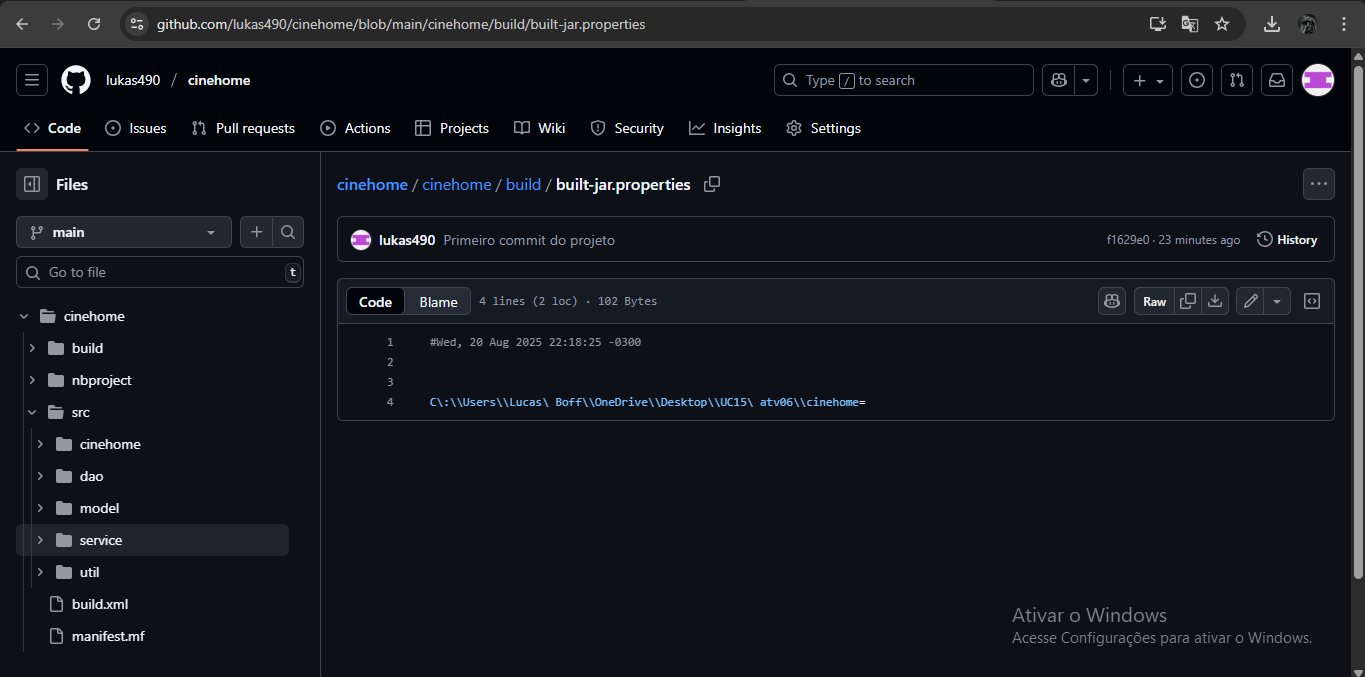 github.com/lukas490/cinehome/blob/main/cinehome/build/built-jar.properties
lukas490 / cinehome
Type / to search
Code Issues Pull requests Actions Projects Wiki Security Insights Settings
Files
main
Go to file t
cinehome
build
nbproject
src
cinehome
dao
model
service
util
build.xml
manifest.mf
cinehome / cinehome / build / built-jar.properties
lukas490 Primeiro commit do projeto
f1629e0 · 23 minutes ago History
Code Blame 4 lines (2 loc) · 102 Bytes
Raw
1 #Wed, 20 Aug 2025 22:18:25 -0300
2
3
4 C\:\\Users\\Lucas\ Boff\\OneDrive\\Desktop\\UC15\ atv06\\cinehome=
Ativar o Windows
Acesse Configurações para ativar o Windows.